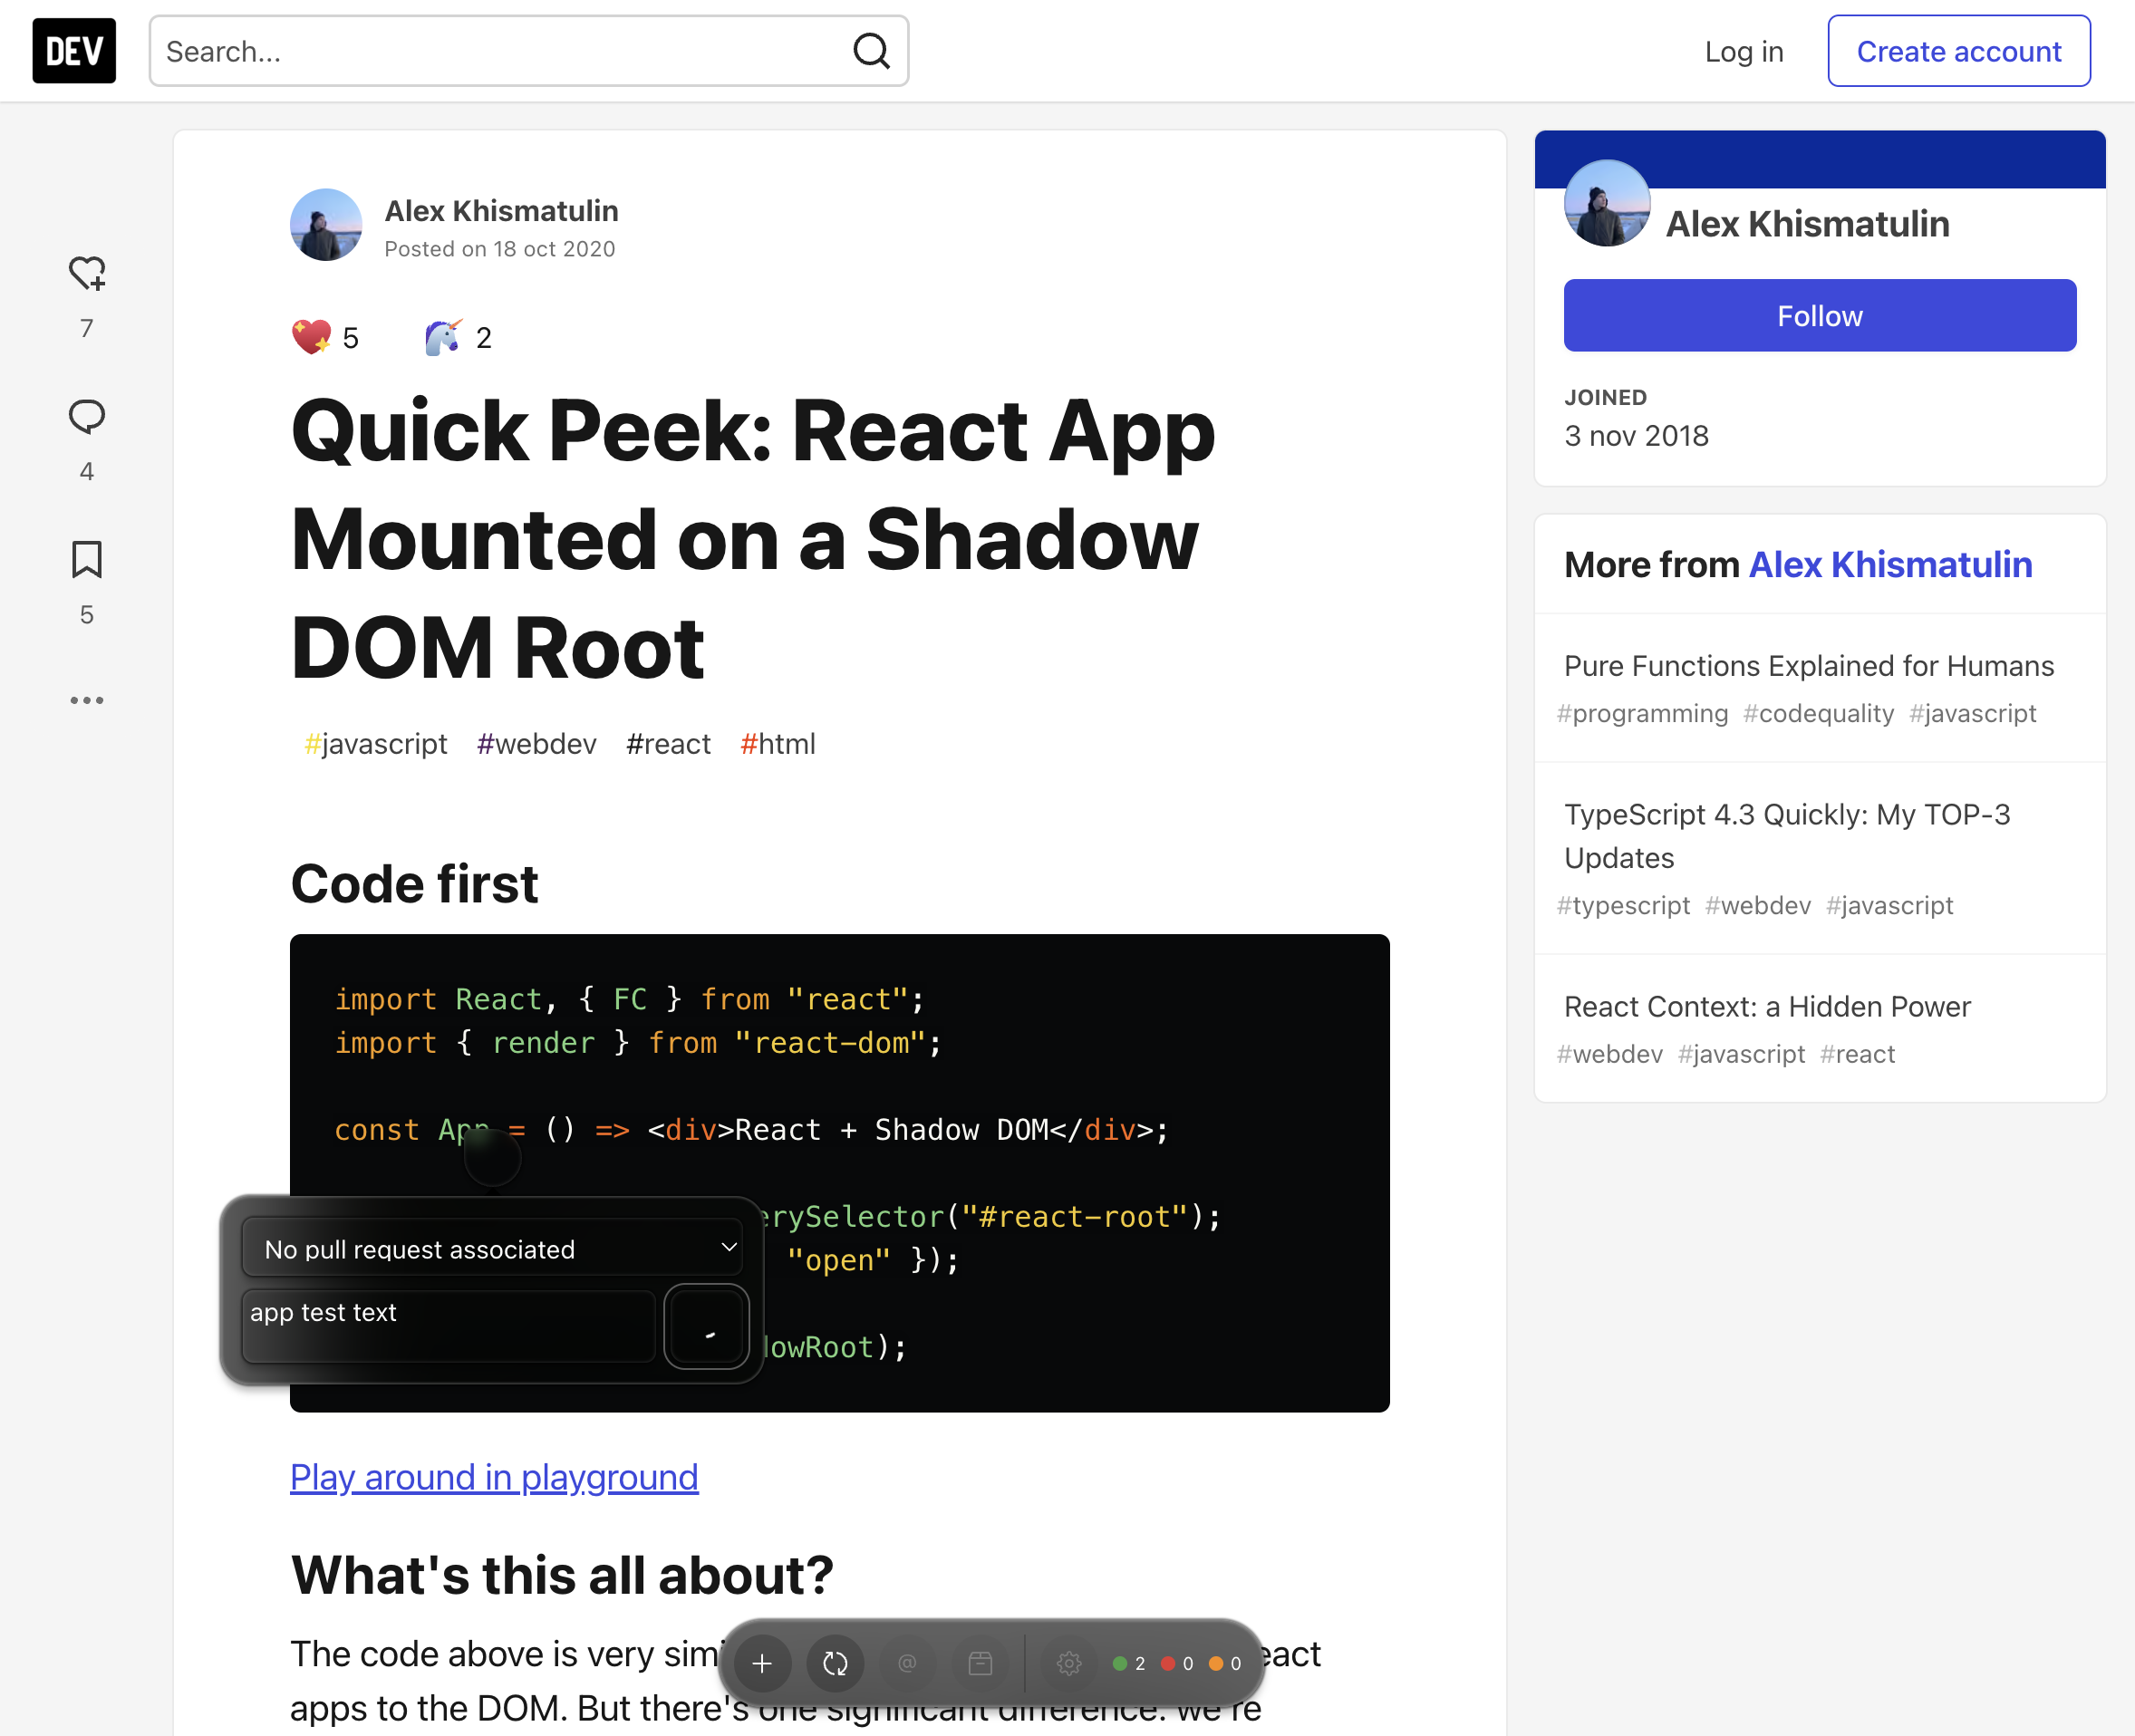 DEV
Search...
Log in
Create account
7
4
5
Alex Khismatulin
Posted on 18 oct 2020
5
2
Quick Peek: React App
Mounted on a Shadow
DOM Root
#javascript #webdev #react #html
Code first
import React, { FC } from "react";
import { render } from "react-dom";
const App = () => <div>React + Shadow DOM</div>;
erySelector("#react-root");
"open" });
lowRoot);
No pull request associated
app test text
Play around in playground
What's this all about?
The code above is very simi
eact
apps to the DOM. But there's one significant difference: we're
@
2
0
0
Alex Khismatulin
Follow
JOINED
3 nov 2018
More from Alex Khismatulin
Pure Functions Explained for Humans
#programming #codequality #javascript
TypeScript 4.3 Quickly: My TOP-3
Updates
#typescript #webdev #javascript
React Context: a Hidden Power
#webdev #javascript #react